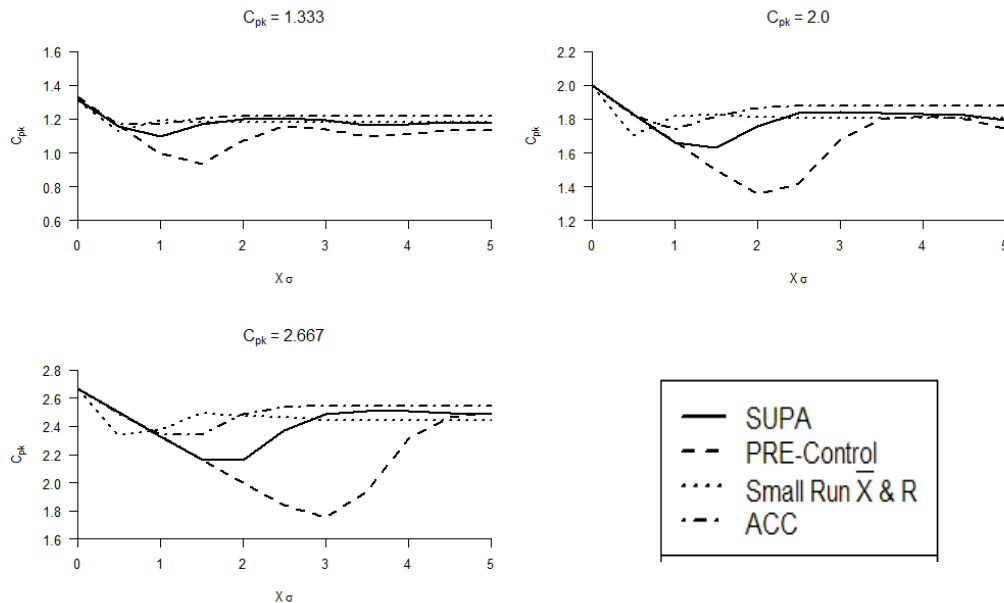 Cpk = 1.333
1.6
1.4
1.2
1.0
0.8
0.6
Cpk
0 1 2 3 4 5
X σ
Cpk = 2.0
2.2
2.0
1.8
1.6
1.4
1.2
Cpk
0 1 2 3 4 5
X σ
Cpk = 2.667
2.8
2.6
2.4
2.2
2.0
1.8
1.6
Cpk
0 1 2 3 4 5
X σ
SUPA
PRE-Control
Small Run X̅ & R
ACC